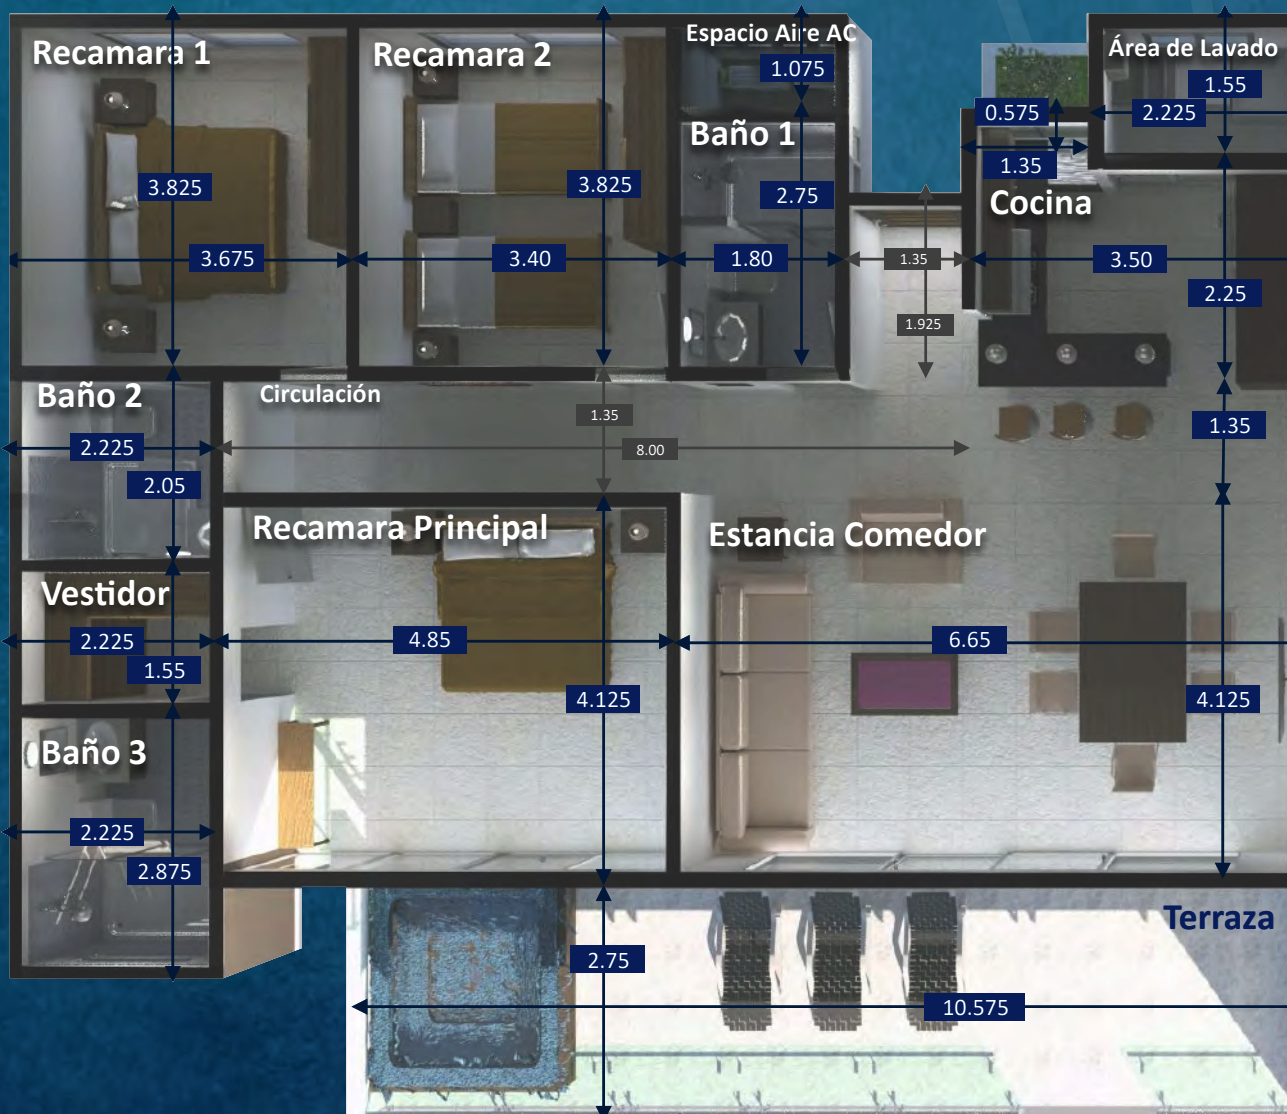 Recamara 1
3.825
3.675
Recamara 2
3.825
3.40
Espacio Aire AC
1.075
Baño 1
2.75
1.80
1.35
1.925
Área de Lavado
1.55
2.225
0.575
1.35
Cocina
3.50
2.25
Baño 2
2.225
2.05
Circulación
1.35
8.00
1.35
Vestidor
2.225
1.55
Recamara Principal
4.85
4.125
Estancia Comedor
6.65
4.125
Baño 3
2.225
2.875
Terraza
2.75
10.575